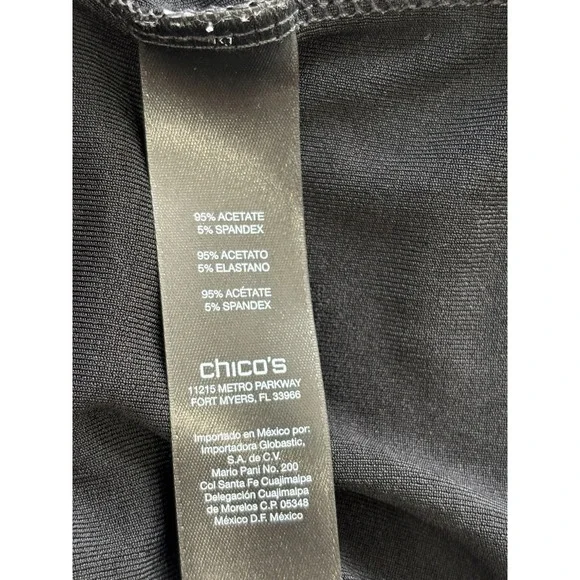 95% ACETATE
5% SPANDEX
95% ACETATO
5% ELASTANO
95% ACÉTATE
5% SPANDEX
chico's
11215 METRO PARKWAY
FORT MYERS, FL 33966
Importado en México por:
Importadora Globastic,
S.A. de C.V.
Mario Pani No. 200
Col Santa Fe Cuajimalpa
Delegación Cuajimalpa
de Morelos C.P. 05348
México D.F. México